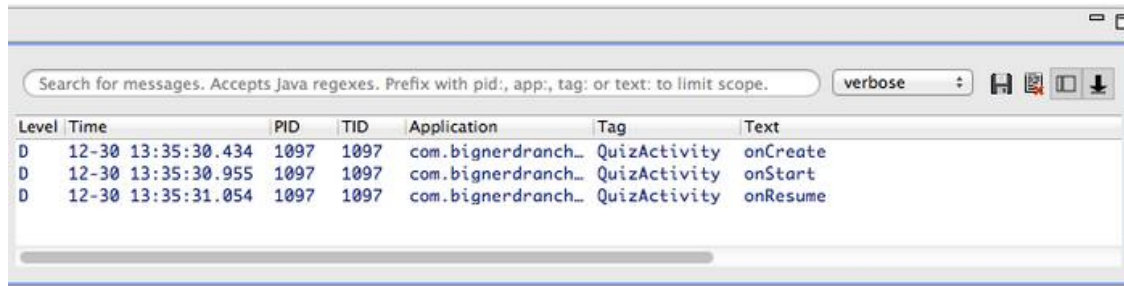 Search for messages. Accepts Java regexes. Prefix with pid:, app:, tag: or text: to limit scope. verbose
Level Time PID TID Application Tag Text
D 12-30 13:35:30.434 1097 1097 com.bignerdranch… QuizActivity onCreate
D 12-30 13:35:30.955 1097 1097 com.bignerdranch… QuizActivity onStart
D 12-30 13:35:31.054 1097 1097 com.bignerdranch… QuizActivity onResume